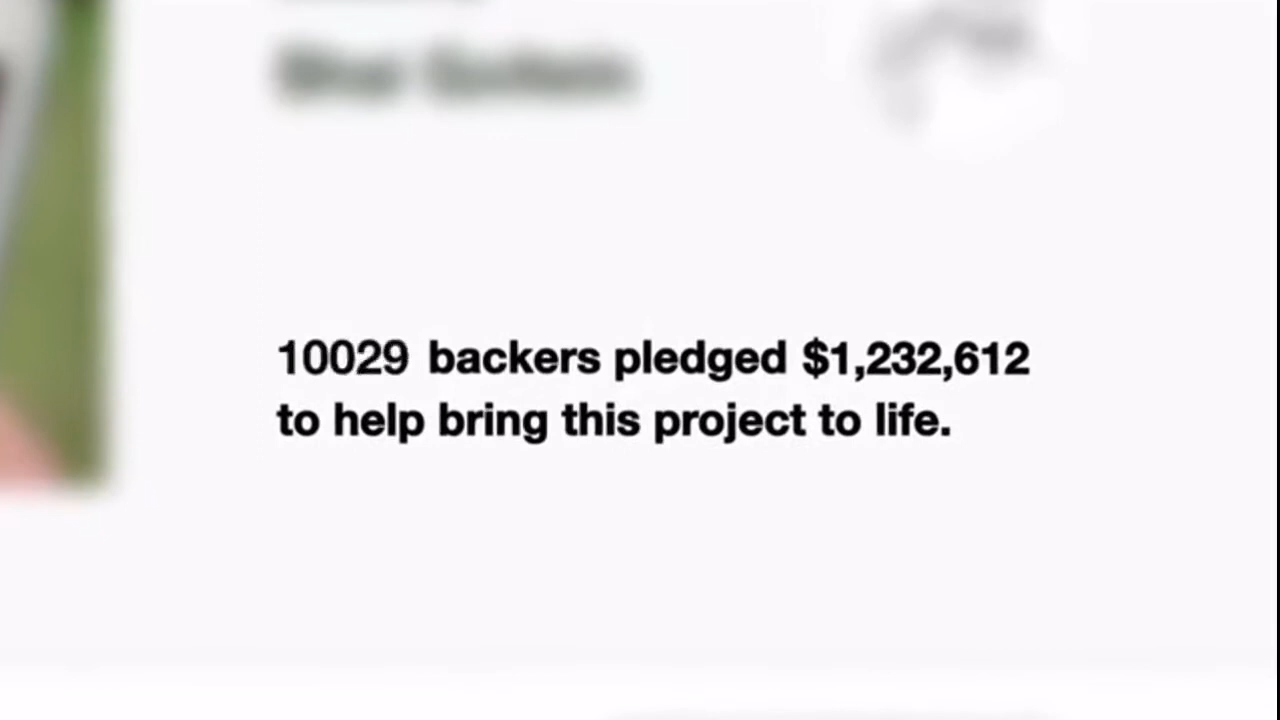 10029 backers pledged $1,232,612
to help bring this project to life.